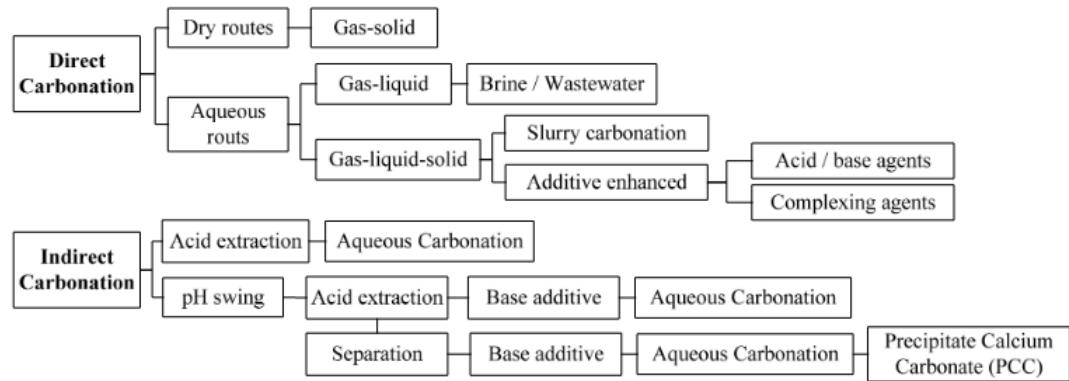 Dry routes
Gas-solid
Direct
Carbonation
Gas-liquid
Brine / Wastewater
Aqueous
routs
Slurry carbonation
Gas-liquid-solid
Acid / base agents
Additive enhanced
Complexing agents
Indirect
Carbonation
Acid extraction
Aqueous Carbonation
pH swing
Acid extraction
Base additive
Aqueous Carbonation
Separation
Base additive
Aqueous Carbonation
Precipitate Calcium
Carbonate (PCC)